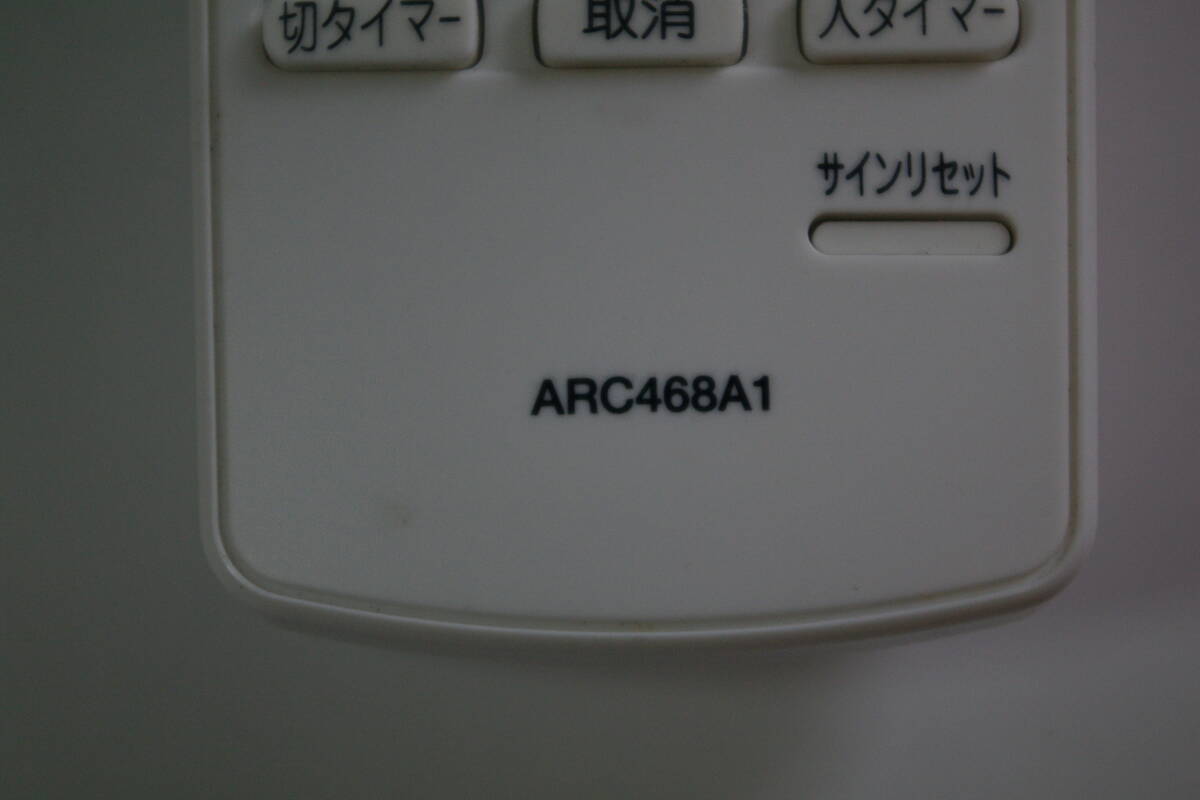 切タイマー
取消
入タイマー
サインリセット
ARC468A1